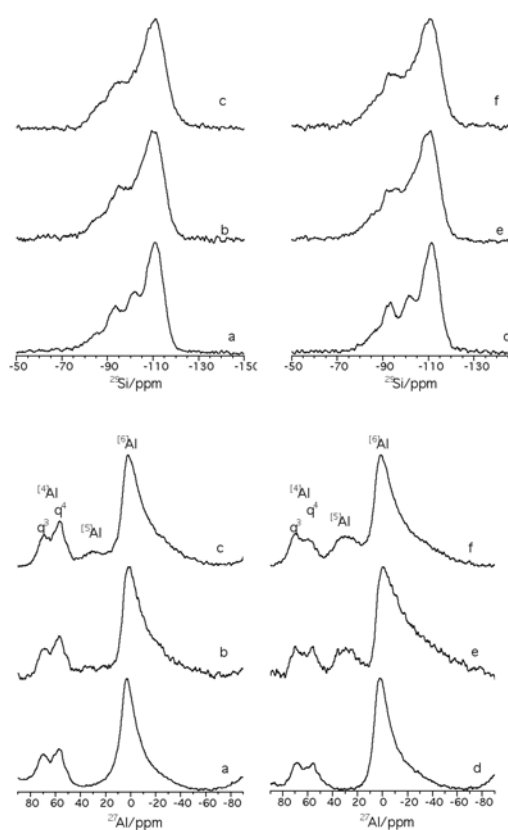 c
f
b
e
a
d
-50 -70 -90 -110 -130 -150
-50 -70 -90 -110 -130
²⁹Si/ppm
²⁹Si/ppm
[6]Al
[6]Al
[4]Al
[4]Al
q³ q⁴
q³ q⁴
[5]Al
[5]Al
c
f
b
e
a
d
80 60 40 20 0 -20 -40 -60 -80
80 60 40 20 0 -20 -40 -60 -80
²⁷Al/ppm
²⁷Al/ppm